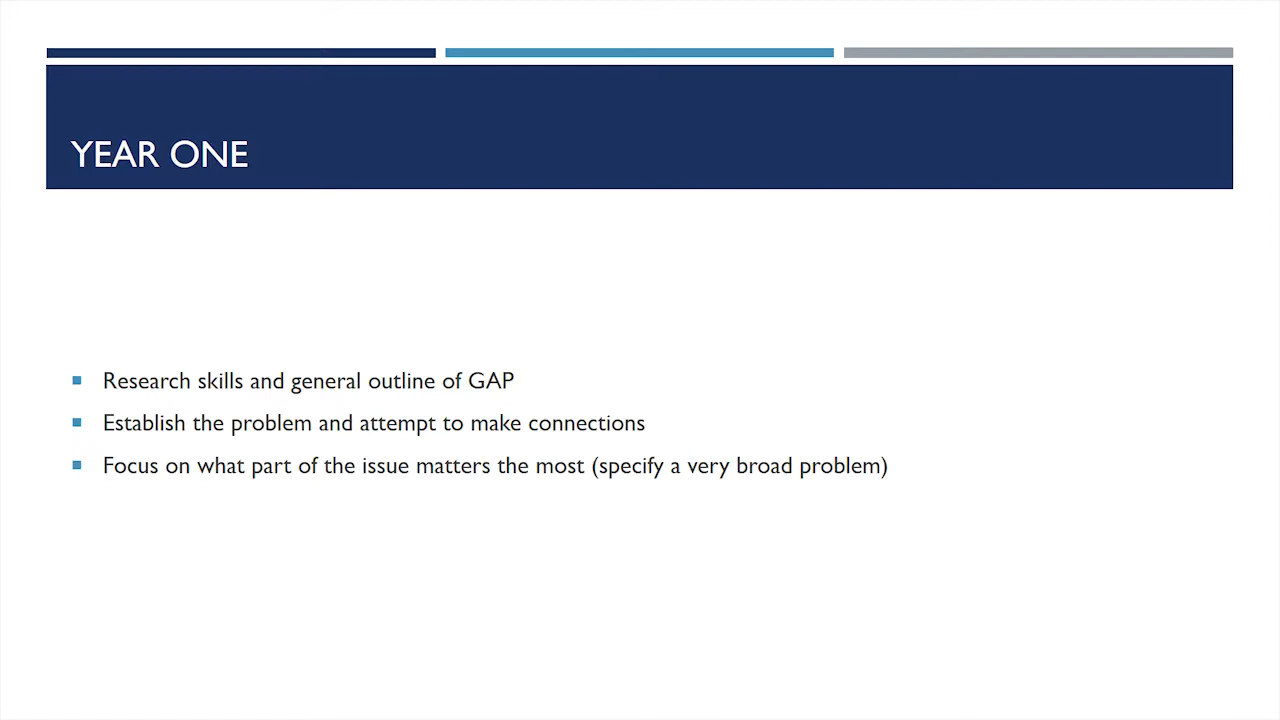 YEAR ONE
Research skills and general outline of GAP
Establish the problem and attempt to make connections
Focus on what part of the issue matters the most (specify a very broad problem)